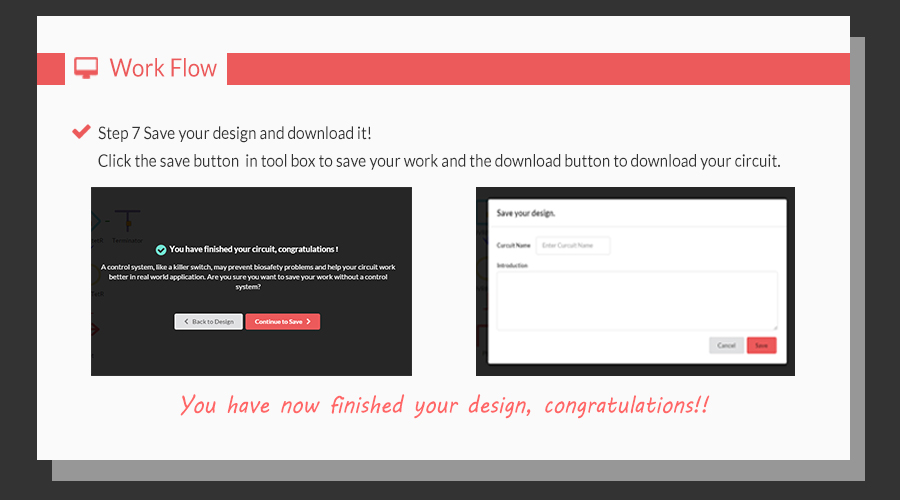 Work Flow
Step 7 Save your design and download it!
Click the save button in tool box to save your work and the download button to download your circuit.
Terminator
You have finished your circuit, congratulations !
A control system, like a killer switch, may prevent biosafety problems and help your circuit work
better in real world application. Are you sure you want to save your work without a control
system?
Back to Design
Continue to Save
Save your design.
Curcuit Name
Enter Curcuit Name
Introduction
Cancel
Save
You have now finished your design, congratulations!!